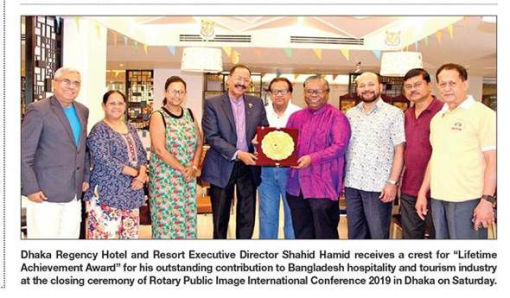 Dhaka Regency Hotel and Resort Executive Director Shahid Hamid receives a crest for “Lifetime
Achievement Award” for his outstanding contribution to Bangladesh hospitality and tourism industry
at the closing ceremony of Rotary Public Image International Conference 2019 in Dhaka on Saturday.